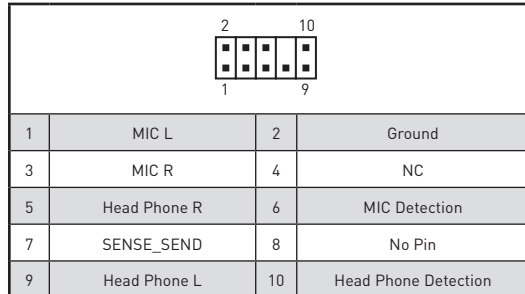 2 10
1 9
1 MIC L 2 Ground
3 MIC R 4 NC
5 Head Phone R 6 MIC Detection
7 SENSE_SEND 8 No Pin
9 Head Phone L 10 Head Phone Detection